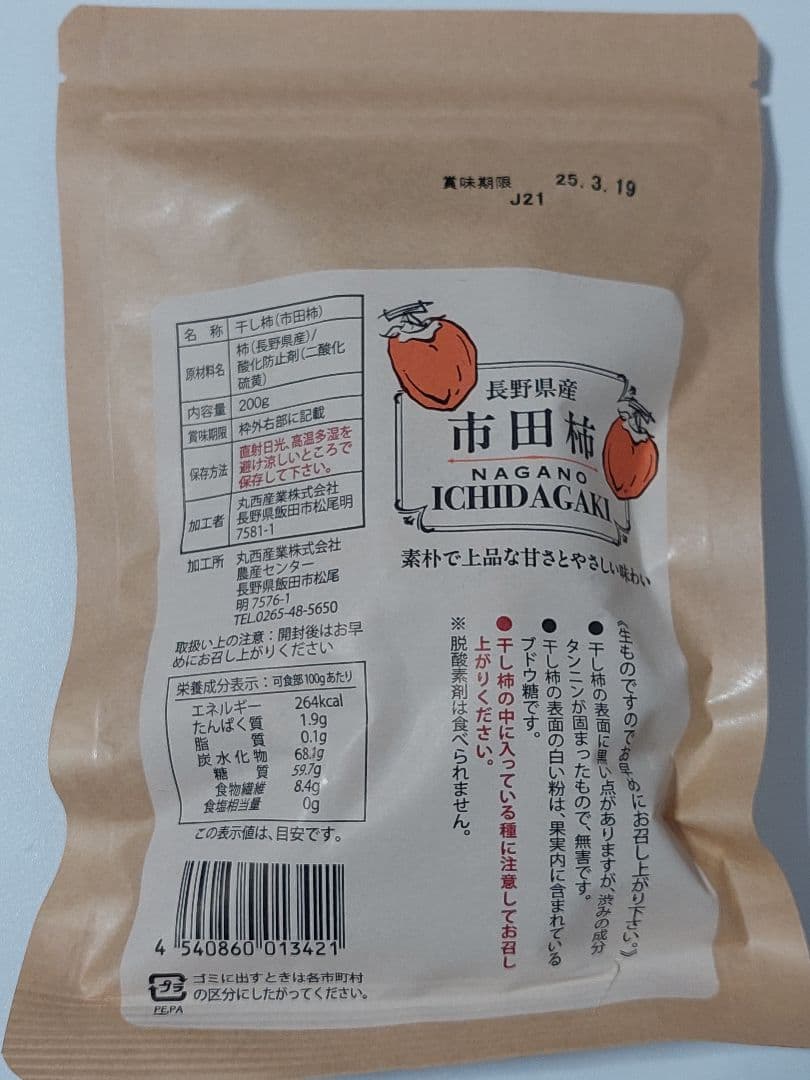 賞味期限 25.3.19
J21
名称 干し柿(市田柿)
原材料名 柿(長野県産)/
酸化防止剤(二酸化
硫黄)
内容量 200g
賞味期限 枠外右部に記載
保存方法 直射日光、高温多湿を
避け涼しいところで
保存して下さい。
加工者 丸西産業株式会社
長野県飯田市松尾明
7581-1
加工所 丸西産業株式会社
農産センター
長野県飯田市松尾
明7576-1
TEL.0265-48-5650
取扱い上の注意：開封後はお早
めにお召し上がりください
栄養成分表示：可食部100gあたり
エネルギー 264kcal
たんぱく質 1.9g
脂質 0.1g
炭水化物 68.1g
糖質 59.7g
食物繊維 8.4g
食塩相当量 0g
この表示値は、目安です。
4 540860 013421
プラ
PE,PA
ゴミに出すときは各市町村
の区分にしたがってください。
長野県産
市田柿
NAGANO
ICHIDAGAKI
素朴で上品な甘さとやさしい味わい
《生ものですのでお早めにお召し上がり下さい。》
●干し柿の表面に黒い点がありますが、渋みの成分
タンニンが固まったもので、無害です。
●干し柿の表面の白い粉は、果実内に含まれている
ブドウ糖です。
●干し柿の中に入っている種に注意してお召し
上がりください。
※脱酸素剤は食べられません。